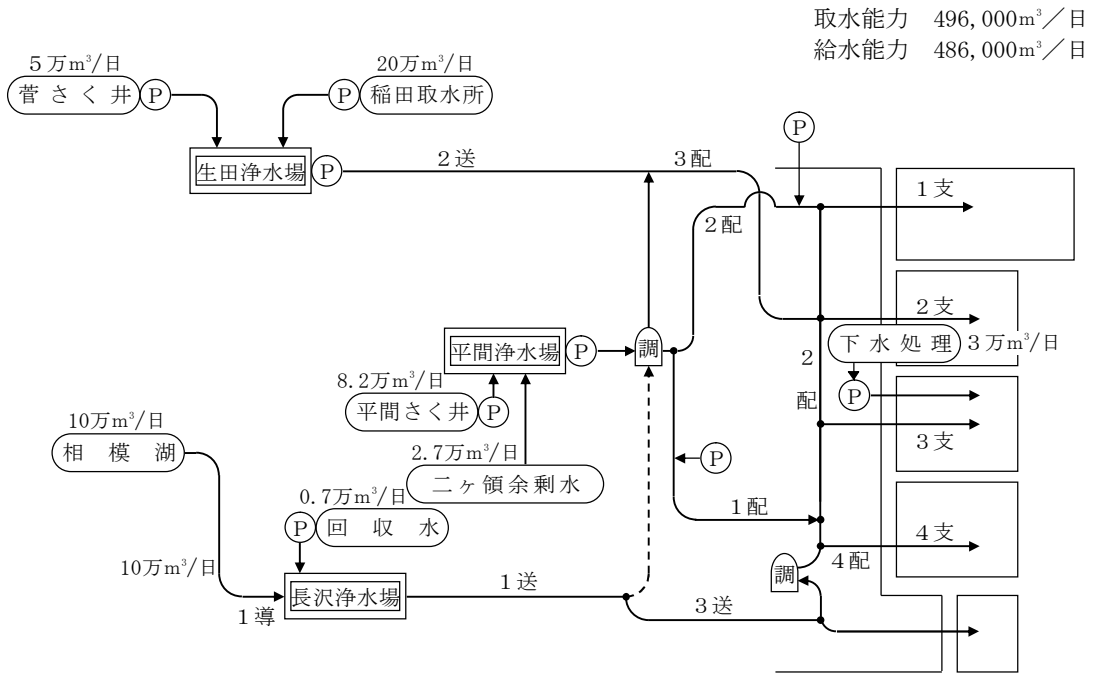 取水能力　496,000m³／日
給水能力　486,000m³／日
５万m³/日
菅さく井
P
20万m³/日
P
稲田取水所
生田浄水場
P
２送
３配
P
１支
２配
２支
下水処理
３万m³/日
P
２
配
３支
平間浄水場
P
調
8.2万m³/日
平間さく井
P
2.7万m³/日
二ヶ領余剰水
P
１配
10万m³/日
相模湖
0.7万m³/日
P
回収水
10万m³/日
１導
長沢浄水場
１送
３送
調
４配
４支